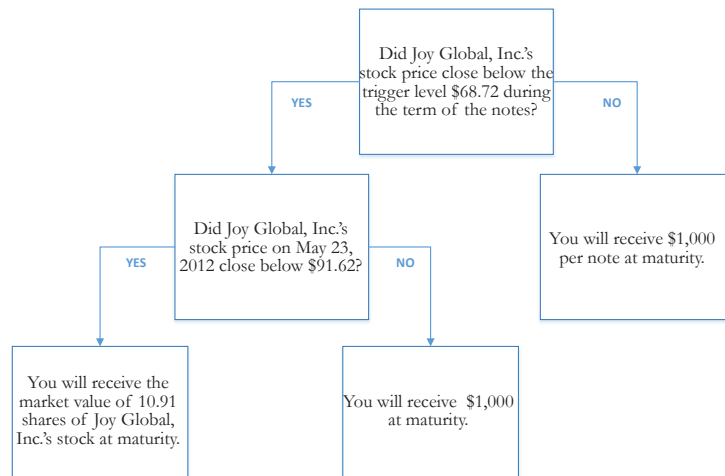 Did Joy Global, Inc.'s
stock price close below the
trigger level $68.72 during
the term of the notes?
YES
NO
Did Joy Global, Inc.'s
stock price on May 23,
2012 close below $91.62?
You will receive $1,000
per note at maturity.
YES
NO
You will receive the
market value of 10.91
shares of Joy Global,
Inc.'s stock at maturity.
You will receive $1,000
at maturity.